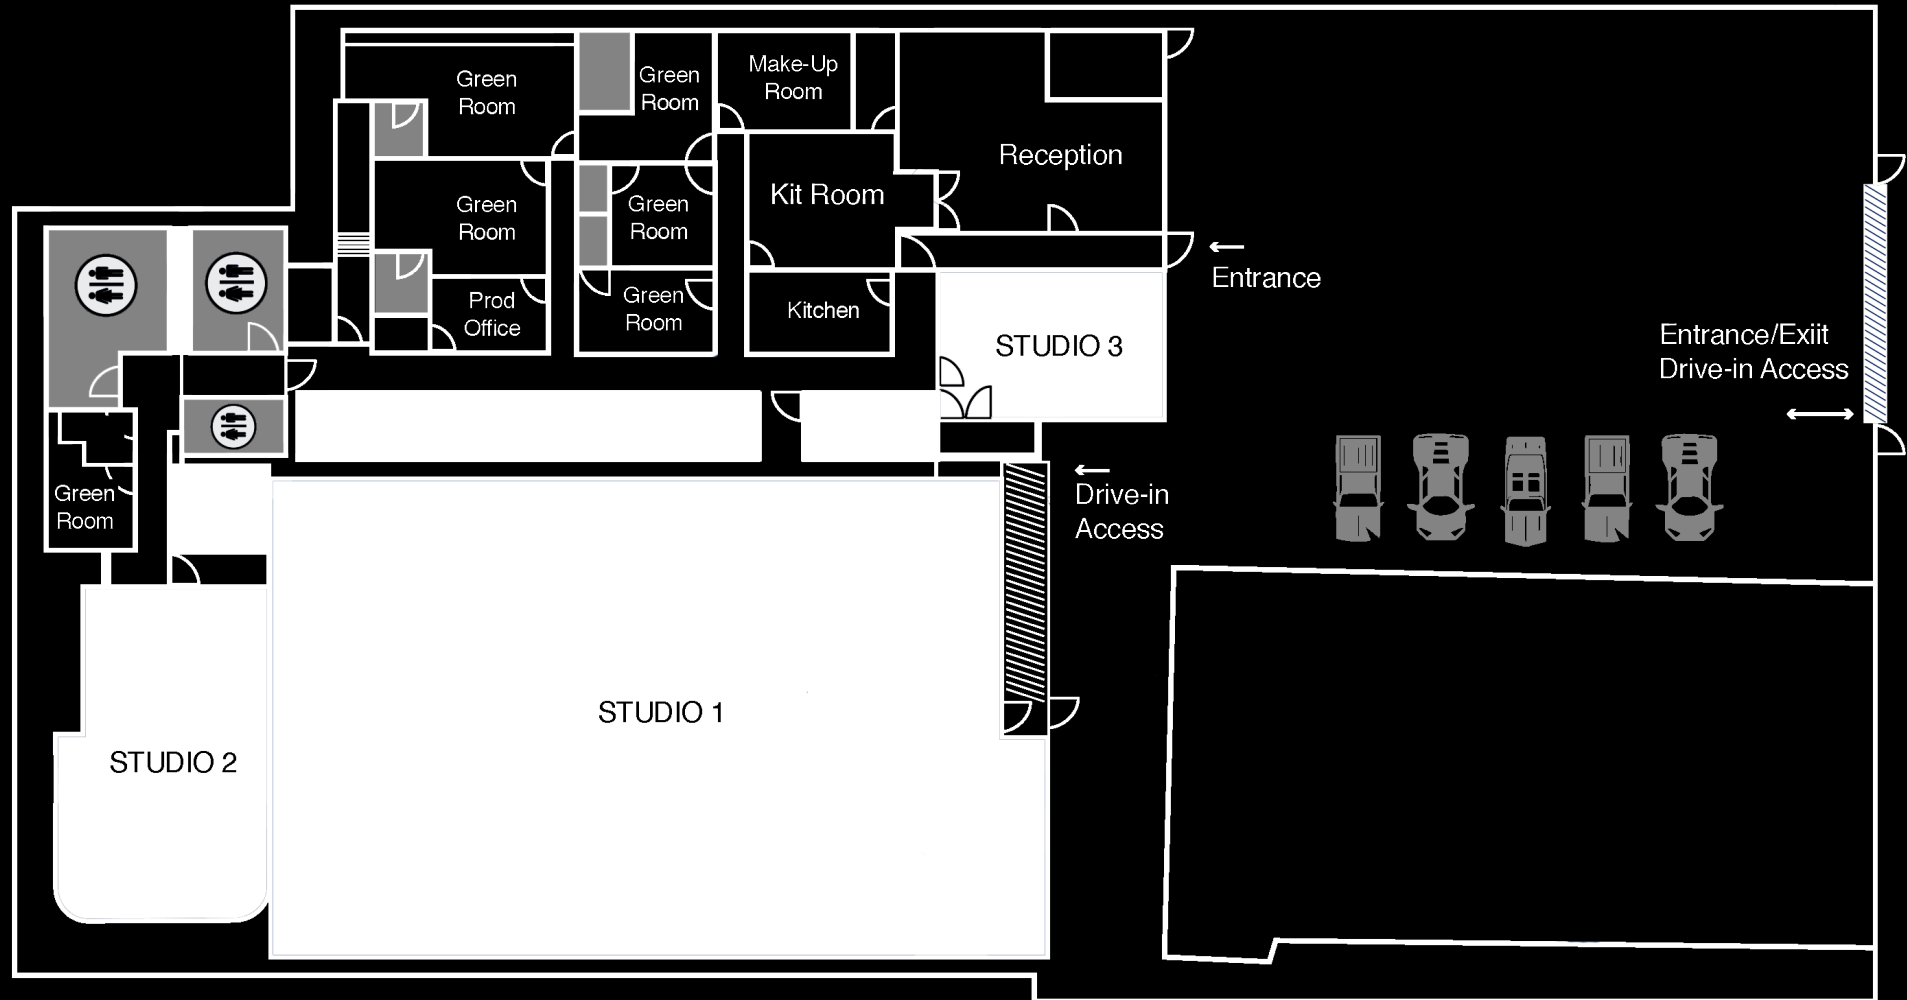 Green
Room
Green
Room
Make-Up
Room
Reception
Kit Room
Green
Room
Green
Room
Entrance
Prod
Office
Green
Room
Kitchen
STUDIO 3
Entrance/Exiit
Drive-in Access
Green
Room
Drive-in
Access
STUDIO 1
STUDIO 2